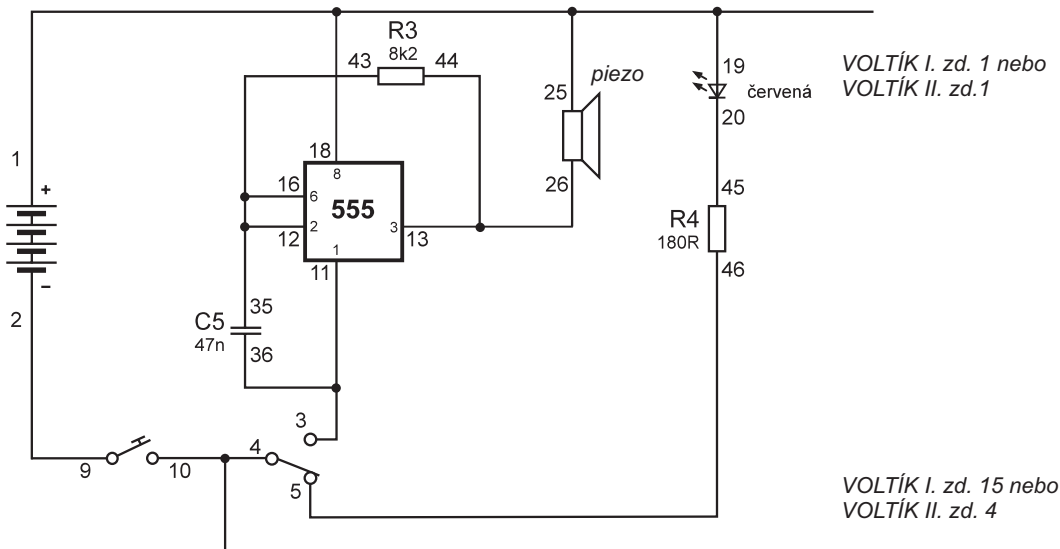 R3
8k2
43
44
piezo
19
VOLTÍK I. zd. 1 nebo
VOLTÍK II. zd.1
25
červená
20
1
18
8
+
16
6
555
26
45
2
12
3
13
R4
180R
1
11
46
−
2
35
C5
47n
36
3
4
9
10
5
VOLTÍK I. zd. 15 nebo
VOLTÍK II. zd. 4